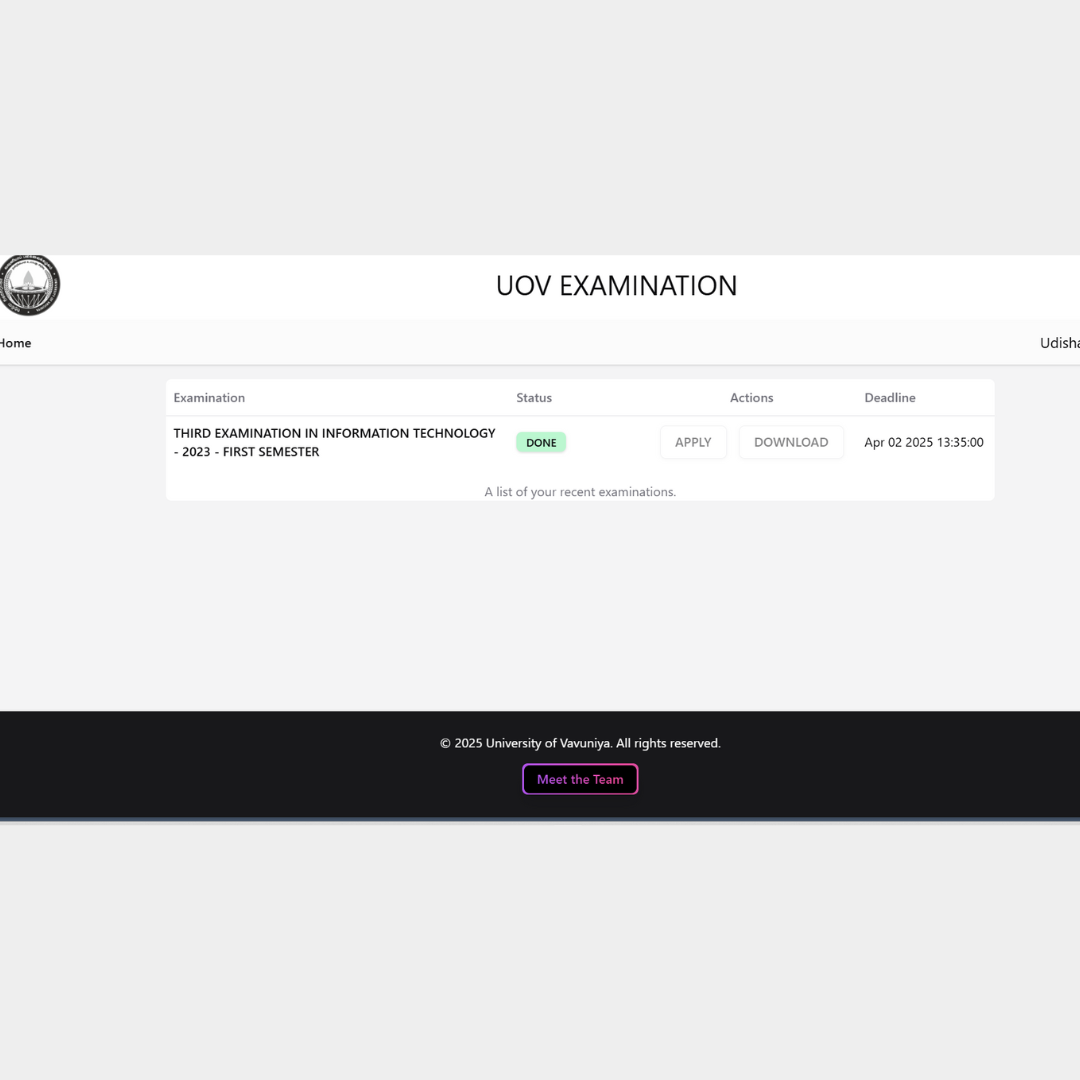 UOV EXAMINATION
Home
Udisha
Examination Status Actions Deadline
THIRD EXAMINATION IN INFORMATION TECHNOLOGY
- 2023 - FIRST SEMESTER
DONE APPLY DOWNLOAD Apr 02 2025 13:35:00
A list of your recent examinations.
© 2025 University of Vavuniya. All rights reserved.
Meet the Team